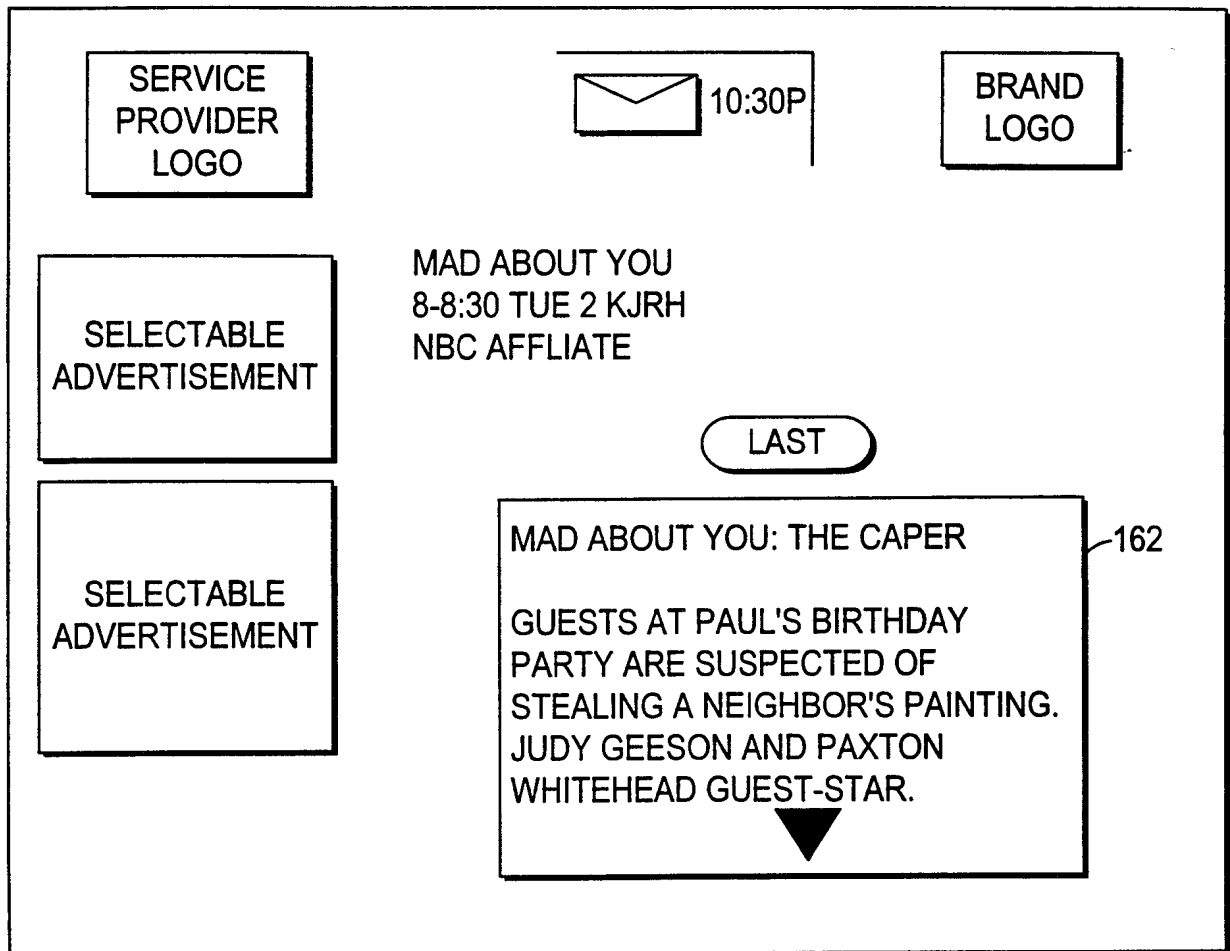 SERVICE
PROVIDER
LOGO
10:30P
BRAND
LOGO
SELECTABLE
ADVERTISEMENT
MAD ABOUT YOU
8-8:30 TUE 2 KJRH
NBC AFFLIATE
LAST
SELECTABLE
ADVERTISEMENT
MAD ABOUT YOU: THE CAPER
162
GUESTS AT PAUL'S BIRTHDAY
PARTY ARE SUSPECTED OF
STEALING A NEIGHBOR'S PAINTING.
JUDY GEESON AND PAXTON
WHITEHEAD GUEST-STAR.